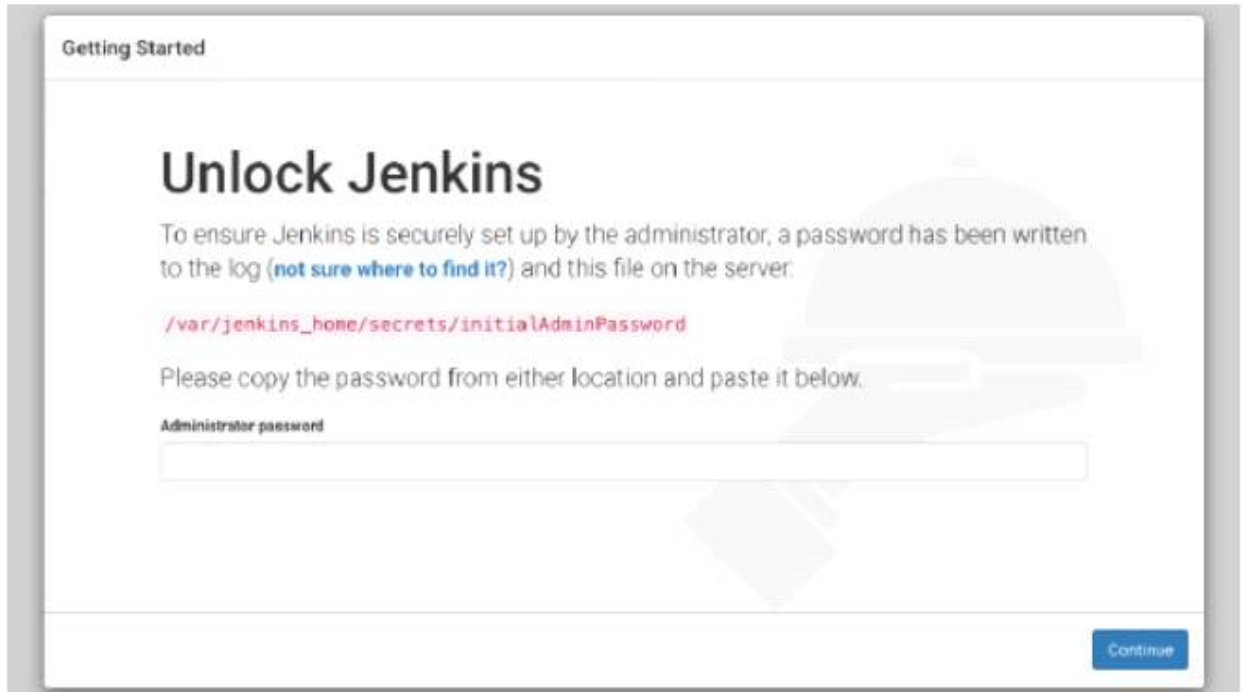 Getting Started
Unlock Jenkins
To ensure Jenkins is securely set up by the administrator, a password has been written
to the log (not sure where to find it?) and this file on the server:
/var/jenkins_home/secrets/initialAdminPassword
Please copy the password from either location and paste it below.
Administrator password
Continue